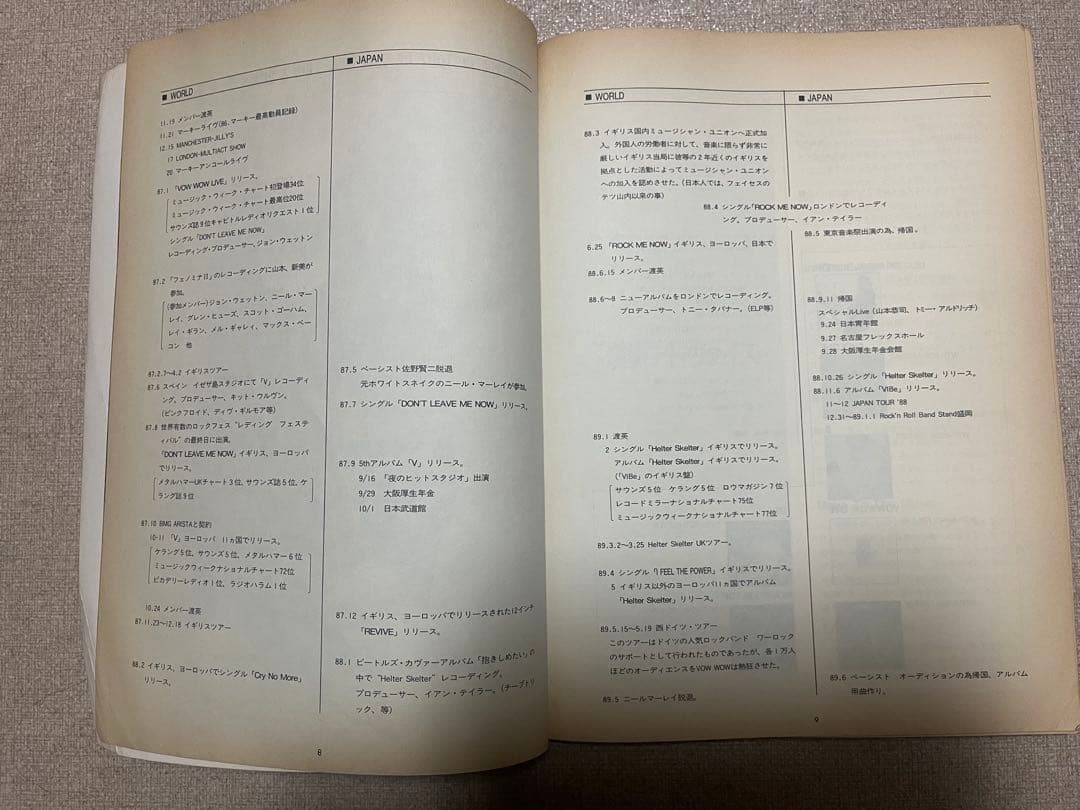 ■ WORLD
11.19 メンバー渡英
11.21 マーキーライヴ(86、マーキー最高動員記録)
12.15 MANCHESTER-JILLY'S
17 LONDON-MULTIACT SHOW
20 マーキーアンコールライヴ
87.1 「VOW WOW LIVE」リリース。
ミュージック・ウィーク・チャート初登場34位
ミュージック・ウィーク・チャート最高位20位
サウンズ誌9位キャピトルレディオリクエスト1位
シングル「DON'T LEAVE ME NOW」
レコーディング・プロデューサー、ジョン・ウェットン
87.2 「フェノミナⅡ」のレコーディングに山本、新美が
参加。
(参加メンバー)ジョン・ウェットン、ニール・マー
レイ、グレン・ヒューズ、スコット・ゴーハム、
レイ・ギラン、メル・ギャレイ、マックス・ベー
コン 他
87.2.7〜4.2 イギリスツアー
87.6 スペイン イゼザ島スタジオにて「V」レコーディ
ング。プロデューサー、キット・ウルヴン。
(ピンクフロイド、ディヴ・ギルモア等)
87.8 世界有数のロックフェス“レディング フェステ
ィバル”の最終日に出演。
「DON'T LEAVE ME NOW」イギリス、ヨーロッパ
でリリース。
メタルハマーUKチャート3位、サウンズ誌5位、ケ
ラング誌9位
87.10 BMG ARISTAと契約
10-11 「V」ヨーロッパ 11ヵ国でリリース。
ケラング5位、サウンズ5位、メタルハマー6位
ミュージックウィークナショナルチャート72位
ピカデリーレディオ1位、ラジオハラム1位
10.24 メンバー渡英
87.11.23〜12.18 イギリスツアー
88.2 イギリス、ヨーロッパでシングル「Cry No More」
リリース。
■ JAPAN
87.5 ベーシスト佐野賢二脱退
元ホワイトスネイクのニール・マーレイが参加。
87.7 シングル「DON'T LEAVE ME NOW」リリース。
87.9 5thアルバム「V」リリース。
9/16 「夜のヒットスタジオ」出演
9/29 大阪厚生年金
10/1 日本武道館
87.12 イギリス、ヨーロッパでリリースされた12インチ
「REVIVE」リリース。
88.1 ビートルズ・カヴァーアルバム「抱きしめたい」の
中で“Helter Skelter”レコーディング。
プロデューサー、イアン・テイラー。(チープトリ
ック、等)
8
■ WORLD
88.3 イギリス国内ミュージシャン・ユニオンへ正式加
入。外国人の労働者に対して、音楽に限らず非常に
厳しいイギリス当局に彼等の2年近くのイギリスを
拠点とした活動によってミュージシャン・ユニオン
への加入を認めさせた。(日本人では、フェイセスの
テツ山内以来の事)
88.4 シングル「ROCK ME NOW」ロンドンでレコーディ
ング、プロデューサー、イアン・テイラー
6.25 「ROCK ME NOW」イギリス、ヨーロッパ、日本で
リリース。
88.6.15 メンバー渡英
88.6〜8 ニューアルバムをロンドンでレコーディング。
プロデューサー、トニー・タバナー。(ELP等)
89.1 渡英
2 シングル「Helter Skelter」イギリスでリリース。
アルバム「Helter Skelter」イギリスでリリース。
(「VIBe」のイギリス盤)
サウンズ5位 ケラング5位 ロウマガジン7位
レコードミラーナショナルチャート75位
ミュージックウィークナショナルチャート77位
89.3.2〜3.25 Helter Skelter UKツアー。
89.4 シングル「I FEEL THE POWER」イギリスでリリース。
5 イギリス以外のヨーロッパ11ヵ国でアルバム
「Helter Skelter」リリース。
89.5.15〜5.19 西ドイツ・ツアー
このツアーはドイツの人気ロックバンド ワーロック
のサポートとして行われたものであったが、各1万人
ほどのオーディエンスをVOW WOWは熱狂させた。
89.5 ニールマーレイ脱退。
■ JAPAN
88.5 東京音楽祭出演の為、帰国。
88.9.11 帰国
スペシャルLive (山本恭司、トミー・アルドリッチ)
9.24 日本青年館
9.27 名古屋フレックスホール
9.28 大阪厚生年金会館
88.10.26 シングル「Helter Skelter」リリース。
88.11.6 アルバム「VIBe」リリース。
11〜12 JAPAN TOUR '88
12.31〜89.1.1 Rock'n Roll Band Stand盛岡
89.6 ベーシスト オーディションの為帰国、アルバム
用曲作り。
9